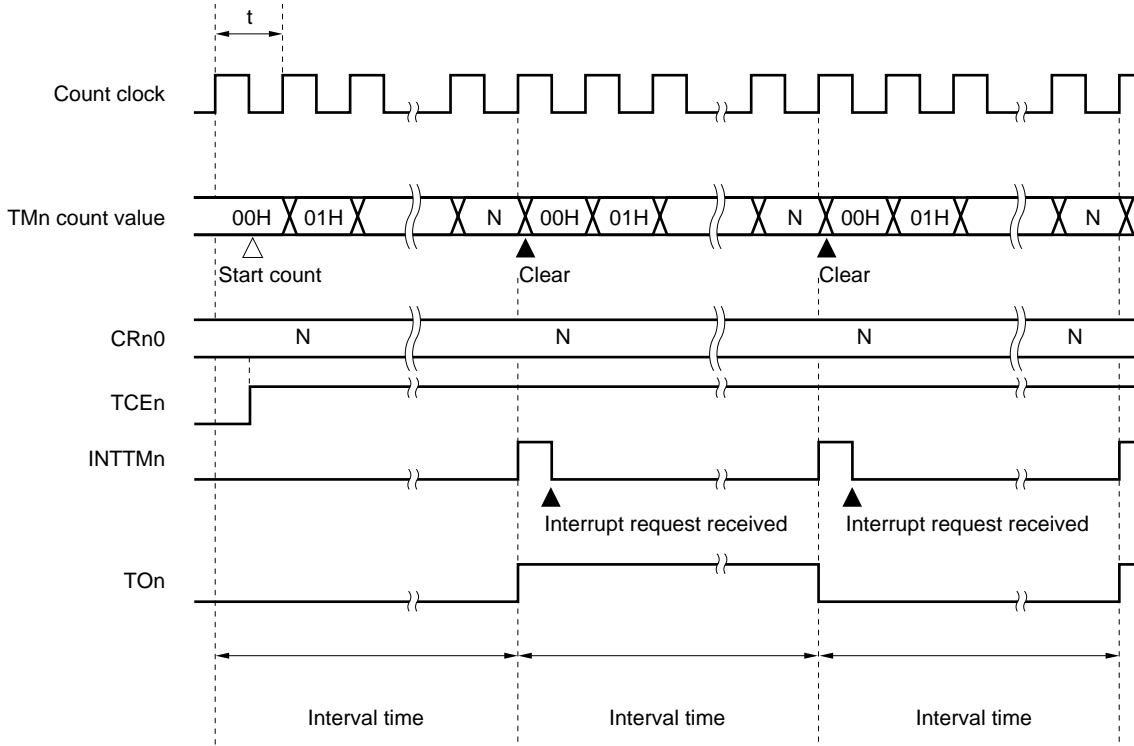 t
Count clock
TMn count value
00H 01H N 00H 01H N 00H 01H N
Start count Clear Clear
CRn0 N N N N
TCEn
INTTMn
Interrupt request received Interrupt request received
TOn
Interval time Interval time Interval time